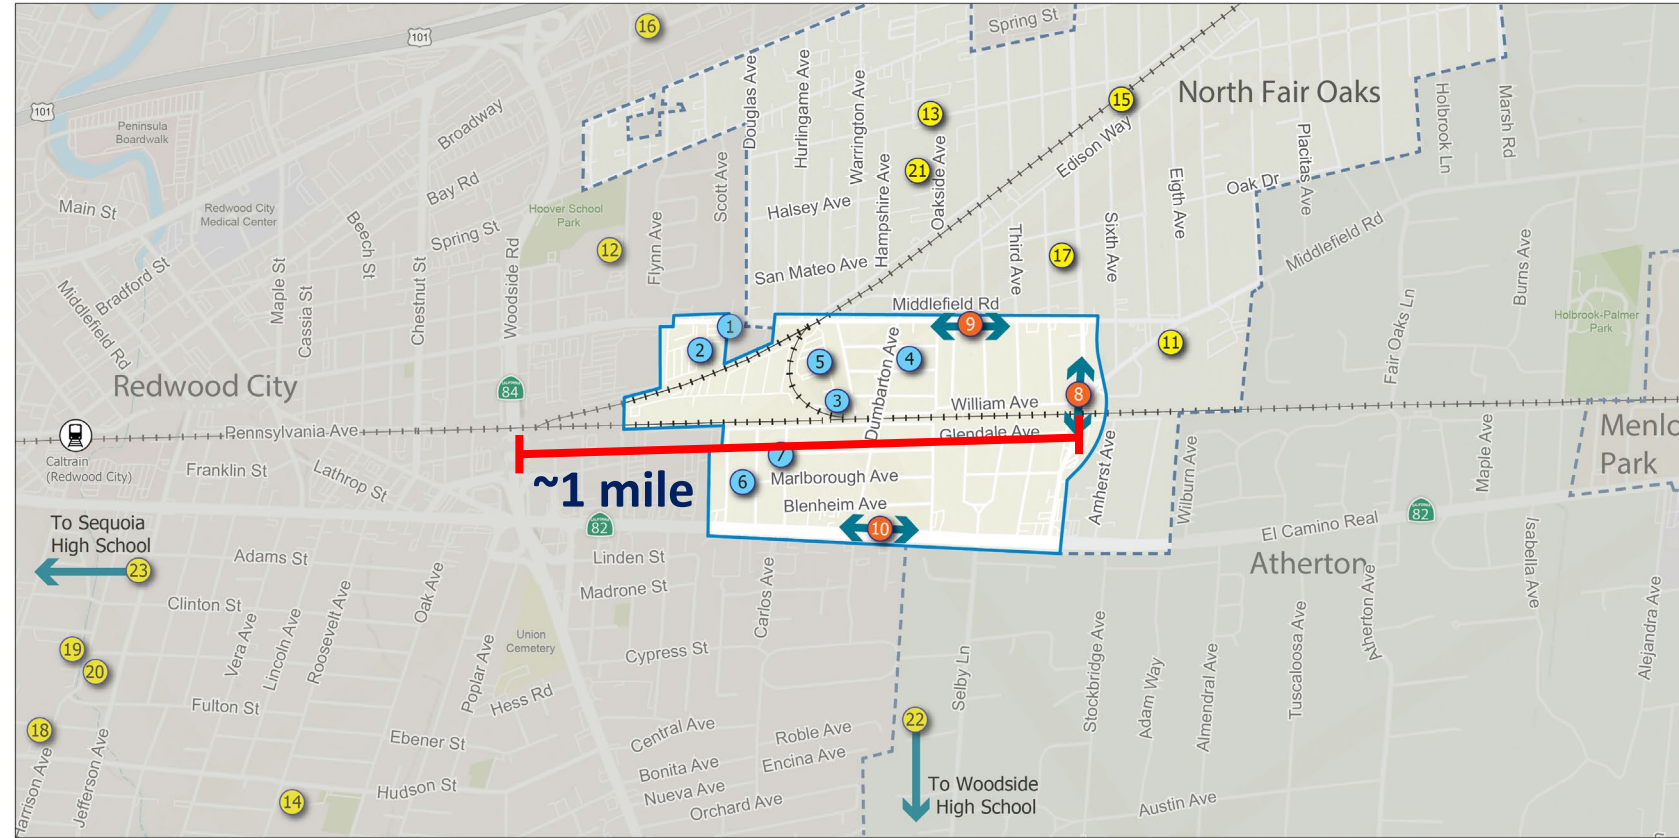 16
Spring St
101
101
Peninsula
Boardwalk
Broadway
Douglas Ave
Hurlingame Ave
Warrington Ave
13
15
North Fair Oaks
Holbrook Ln
Marsh Rd
Edison Way
Placitas Ave
21
Oakside Ave
Hampshire Ave
Scott Ave
Bay Rd
Eigth Ave
Oak Dr
Main St
Redwood City
Medical Center
Hoover School
Park
Halsey Ave
Beech St
Spring St
Flynn Ave
12
Woodside Rd
Third Ave
Sixth Ave
17
Middlefield Rd
Burns Ave
San Mateo Ave
Bradford St
Maple St
Chestnut St
Cassia St
Middlefield Rd
Middlefield Rd
Holbrook-Palmer
Park
Fair Oaks Ln
1
2
9
11
5
4
Dumbarton Ave
3
8
Redwood City
CALIFORNIA
84
William Ave
Pennsylvania Ave
Glendale Ave
Menlo
Park
Caltrain
(Redwood City)
Franklin St
Lathrop St
~1 mile
7
6
Marlborough Ave
Blenheim Ave
Amherst Ave
Wilburn Ave
Maple Ave
CALIFORNIA
82
10
El Camino Real
CALIFORNIA
82
To Sequoia
High School
23
Adams St
Linden St
Madrone St
Atherton
Isabella Ave
Atherton Ave
Clinton St
Vera Ave
Lincoln Ave
Roosevelt Ave
Oak Ave
Poplar Ave
Union
Cemetery
Carlos Ave
Cypress St
19
20
Fulton St
Hess Rd
Selby Ln
Stockbridge Ave
Adam Way
Almendral Ave
Tuscaloosa Ave
Alejandra Ave
18
Harrison Ave
Jefferson Ave
Ebener St
Central Ave
Roble Ave
22
Encina Ave
Bonita Ave
14
Hudson St
Nueva Ave
Orchard Ave
To Woodside
High School
Austin Ave